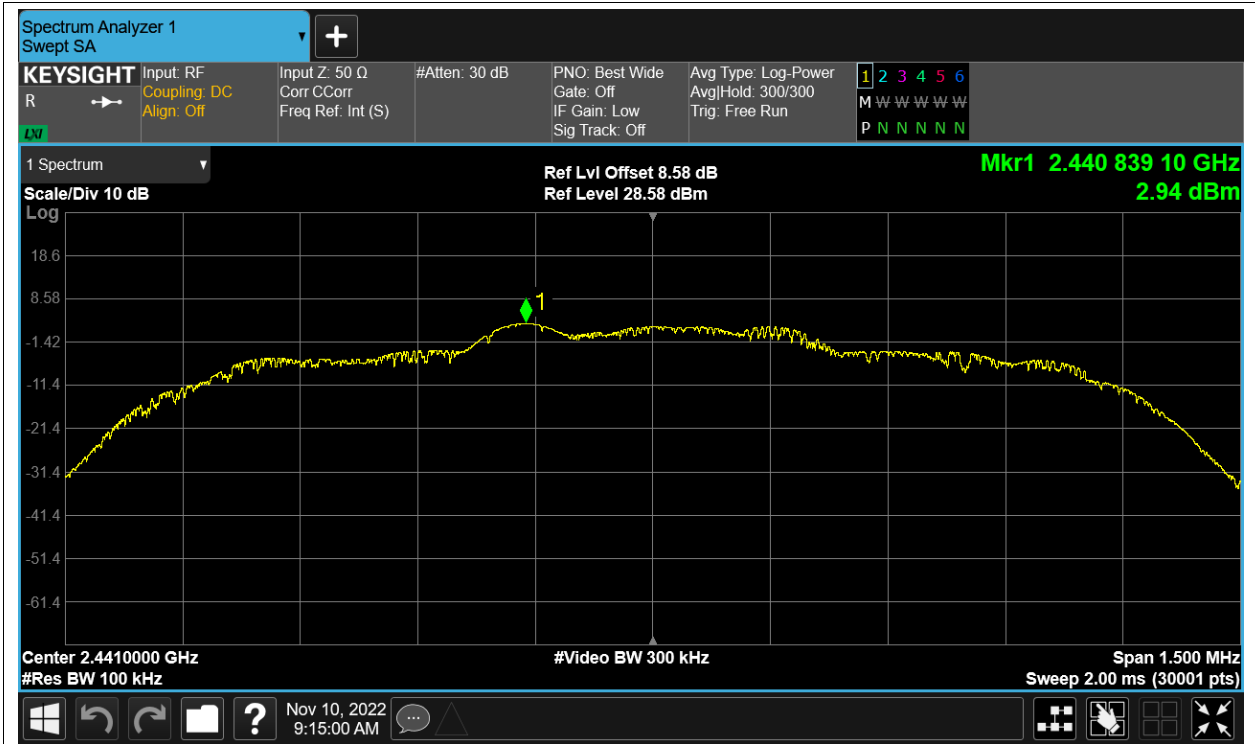 Spectrum Analyzer 1
Swept SA
KEYSIGHT
R
LXI
Input: RF
Coupling: DC
Align: Off
Input Z: 50 Ω
Corr CCorr
Freq Ref: Int (S)
#Atten: 30 dB
PNO: Best Wide
Gate: Off
IF Gain: Low
Sig Track: Off
Avg Type: Log-Power
Avg|Hold: 300/300
Trig: Free Run
1 2 3 4 5 6
M W W W W W
P N N N N N
1 Spectrum
Scale/Div 10 dB
Log
Ref Lvl Offset 8.58 dB
Ref Level 28.58 dBm
Mkr1 2.440 839 10 GHz
2.94 dBm
18.6
8.58
1
-1.42
-11.4
-21.4
-31.4
-41.4
-51.4
-61.4
Center 2.4410000 GHz
#Video BW 300 kHz
Span 1.500 MHz
#Res BW 100 kHz
Sweep 2.00 ms (30001 pts)
?
Nov 10, 2022
9:15:00 AM